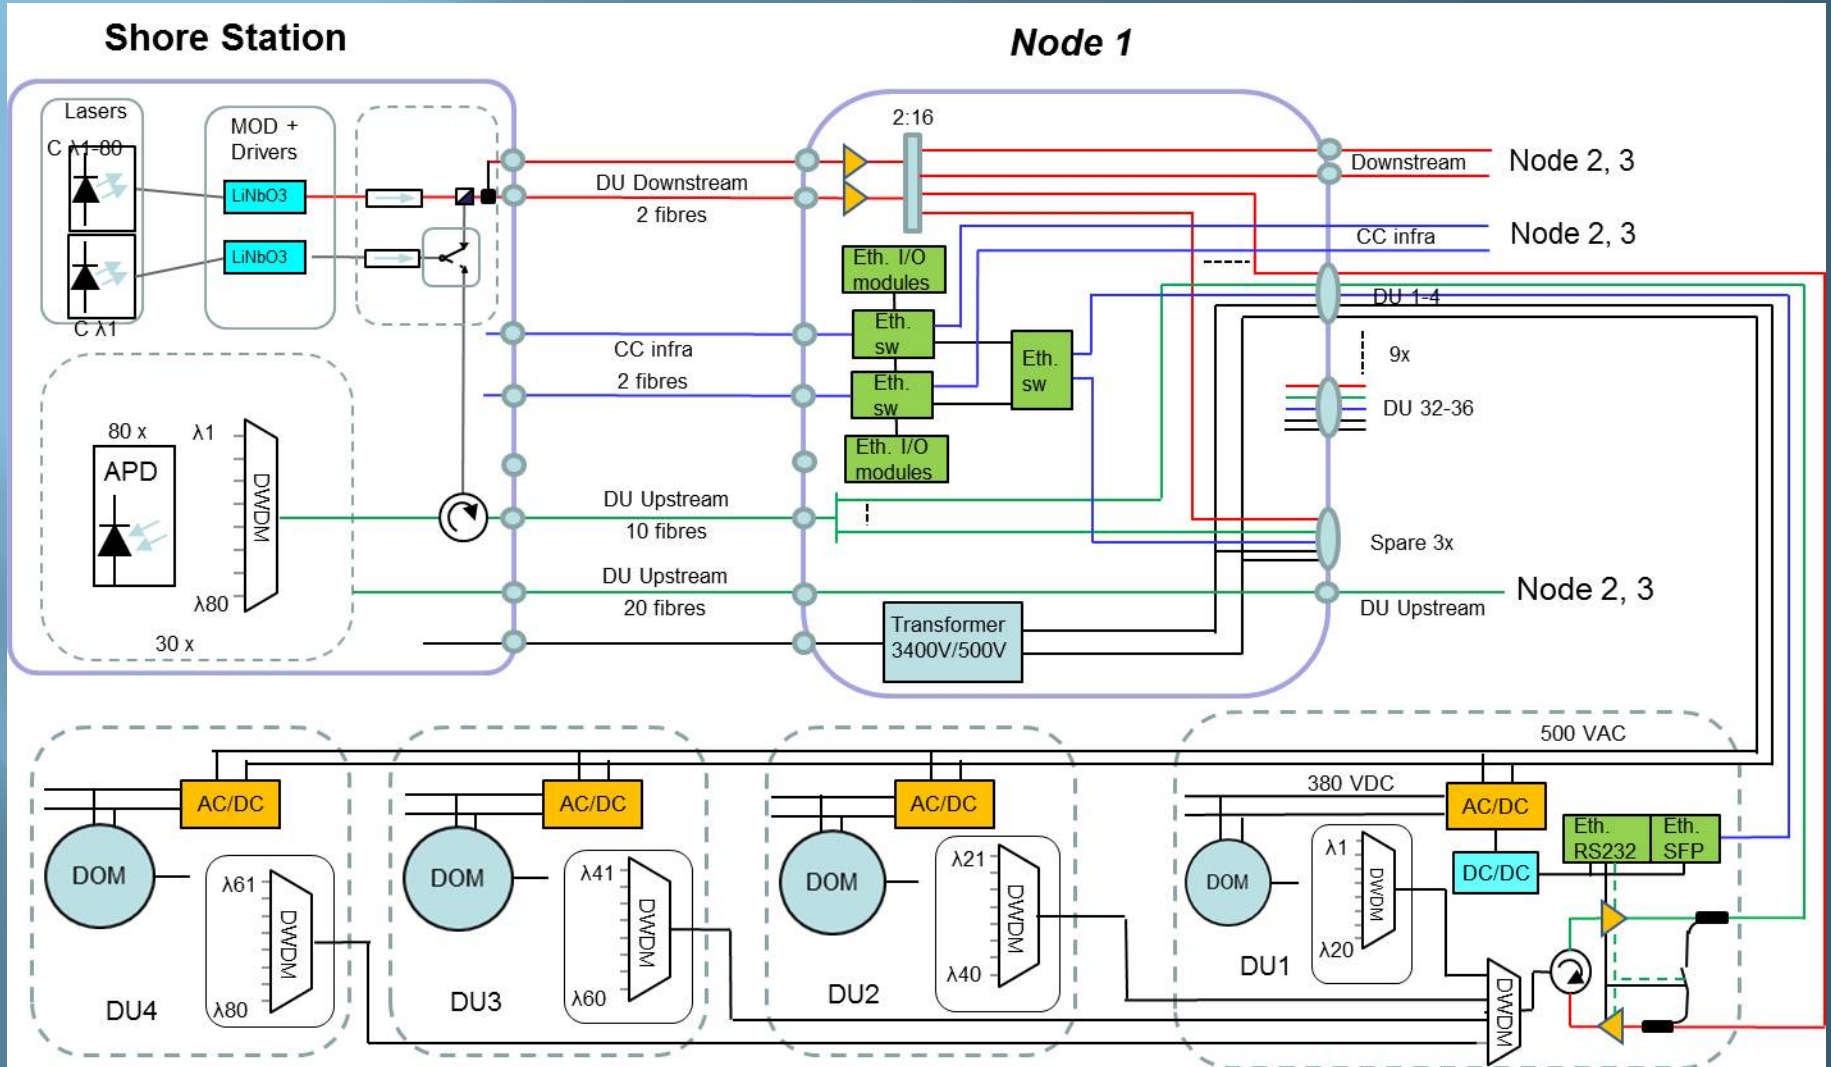 Shore Station
Node 1
Lasers
C λ1-80
C λ1
MOD +
Drivers
LiNbO3
LiNbO3
80 x
APD
λ1
DWDM
λ80
30 x
DU Downstream
2 fibres
CC infra
2 fibres
DU Upstream
10 fibres
DU Upstream
20 fibres
2:16
Eth. I/O
modules
Eth.
sw
Eth.
sw
Eth. I/O
modules
Eth.
sw
Transformer
3400V/500V
Downstream
Node 2, 3
CC infra
Node 2, 3
DU 1-4
9x
DU 32-36
Spare 3x
DU Upstream
Node 2, 3
500 VAC
AC/DC
DOM
λ61
DWDM
λ80
DU4
AC/DC
DOM
λ41
DWDM
λ60
DU3
AC/DC
DOM
λ21
DWDM
λ40
DU2
380 VDC
AC/DC
DC/DC
Eth.
RS232
Eth.
SFP
DOM
λ1
DWDM
λ20
DU1
DWDM